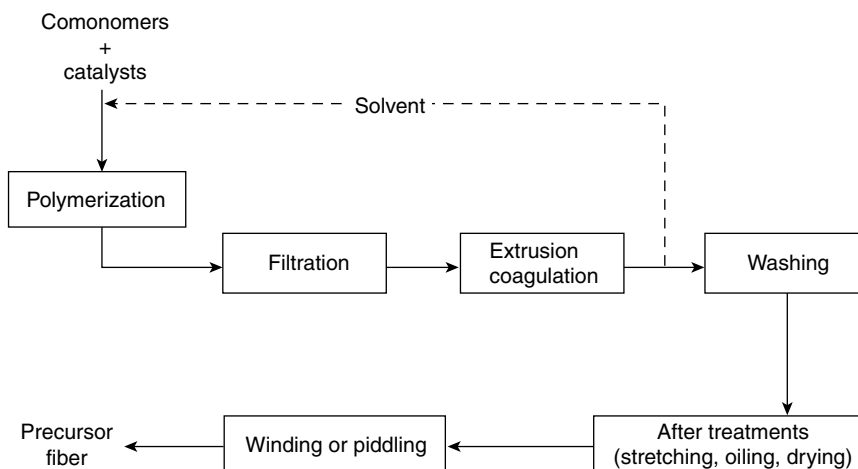 Comonomers
+
catalysts
Solvent
Polymerization
Filtration
Extrusion
coagulation
Washing
After treatments
(stretching, oiling, drying)
Winding or piddling
Precursor
fiber